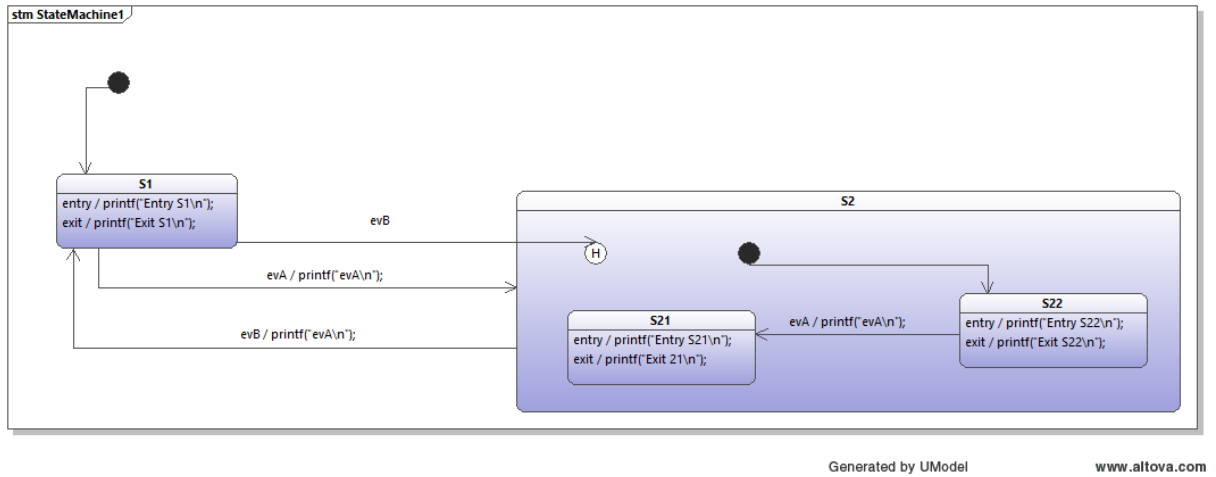 stm StateMachine1
S1
entry / printf("Entry S1\n");
exit / printf("Exit S1\n");
evB
S2
H
evA / printf("evA\n");
S22
entry / printf("Entry S22\n");
exit / printf("Exit S22\n");
S21
entry / printf("Entry S21\n");
exit / printf("Exit 21\n");
evA / printf("evA\n");
evB / printf("evA\n");
Generated by UModel
www.altova.com